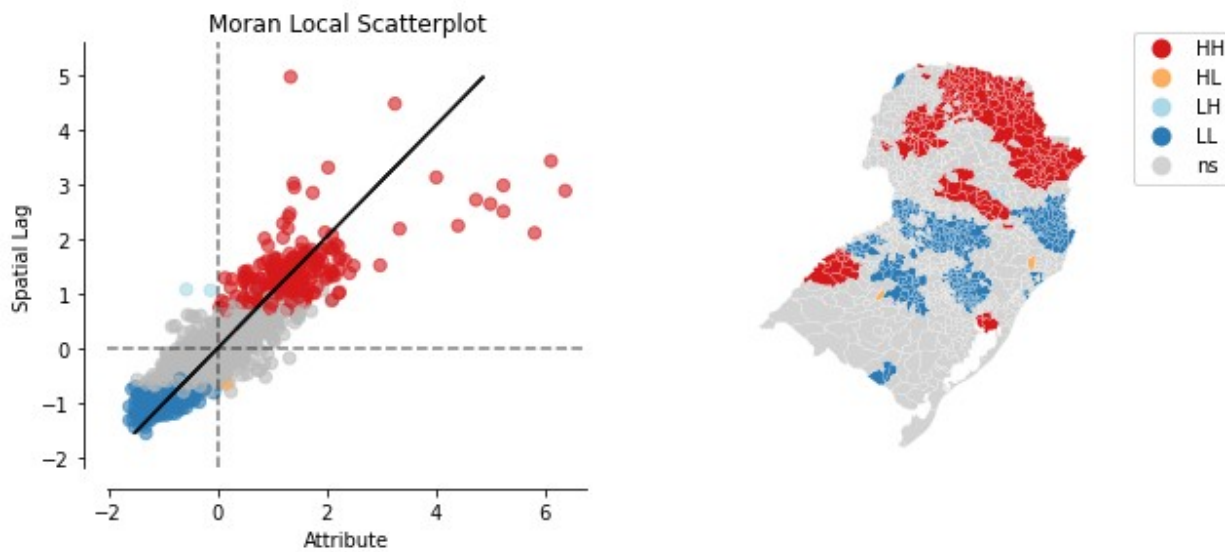 Moran Local Scatterplot
5
4
3
2
1
0
−1
−2
Spatial Lag
−2 0 2 4 6
Attribute
HH
HL
LH
LL
ns